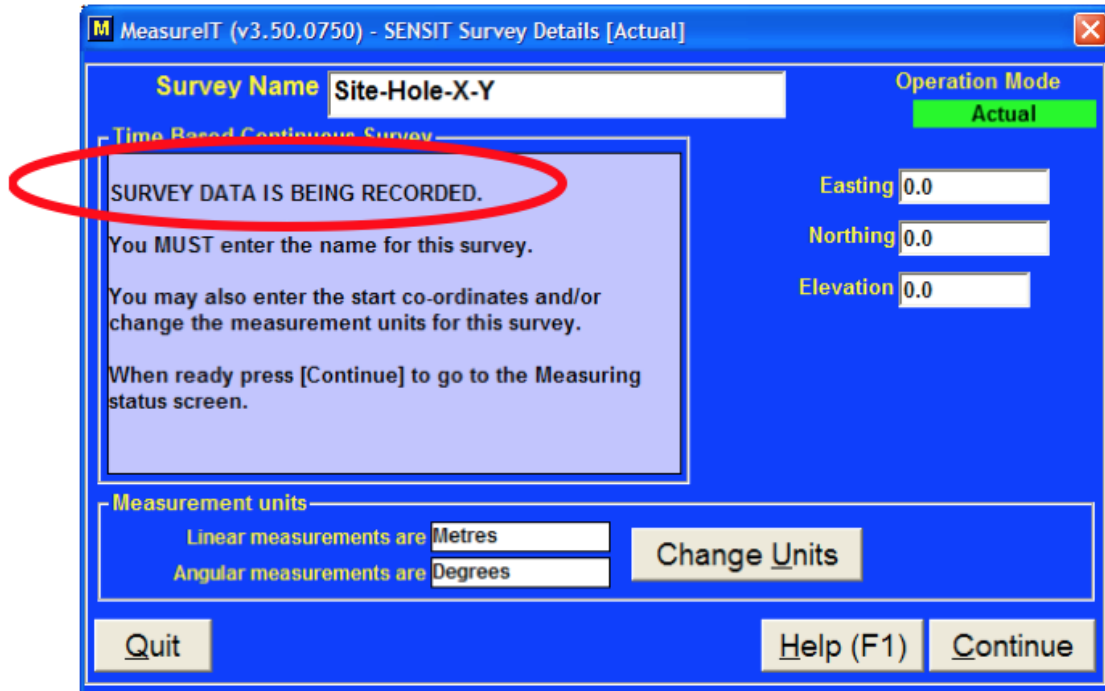 M MeasureIT (v3.50.0750) - SENSIT Survey Details [Actual]
Survey Name Site-Hole-X-Y
Operation Mode
Actual
Time Based Continuous Survey
SURVEY DATA IS BEING RECORDED.
You MUST enter the name for this survey.
You may also enter the start co-ordinates and/or
change the measurement units for this survey.
When ready press [Continue] to go to the Measuring
status screen.
Easting 0.0
Northing 0.0
Elevation 0.0
Measurement units
Linear measurements are Metres
Angular measurements are Degrees
Change Units
Quit
Help (F1)
Continue